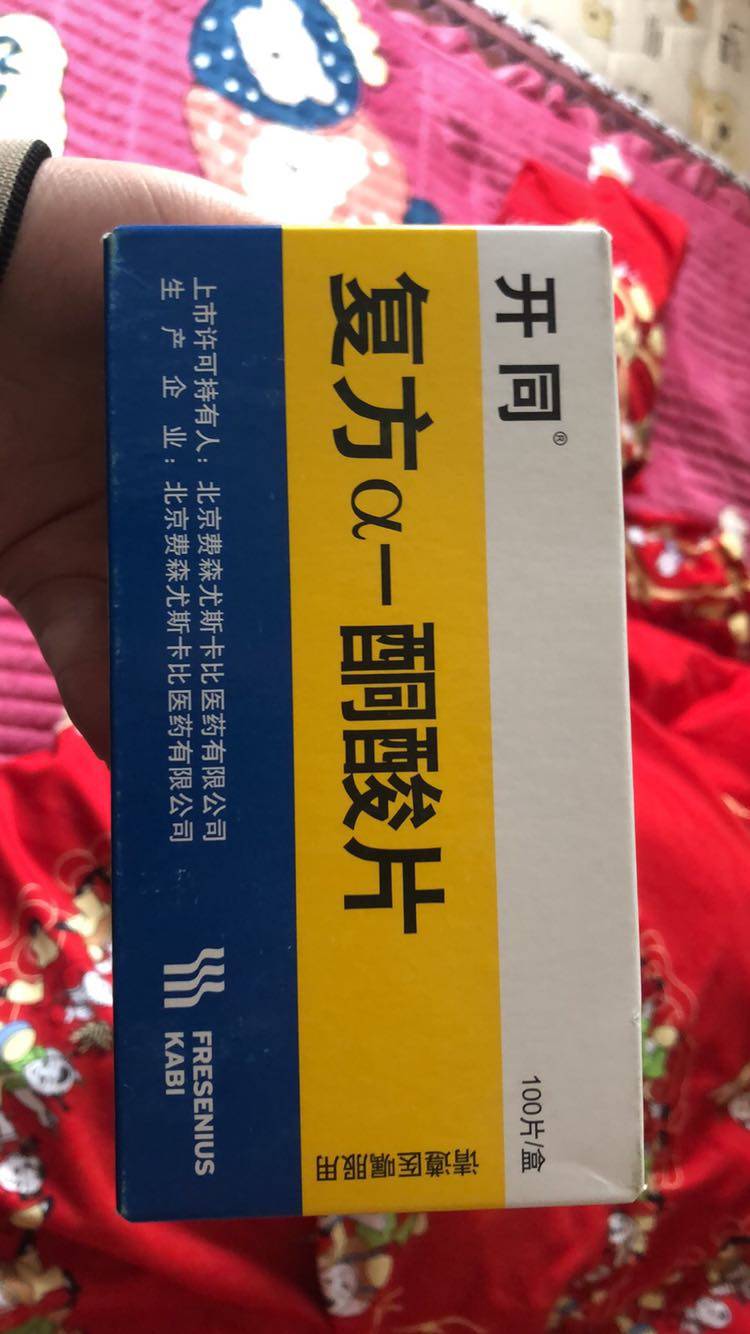 开同®
100片/盒
复方α-酮酸片
请遵医嘱服用
上市许可持有人：北京费森尤斯卡比医药有限公司
生产企业：北京费森尤斯卡比医药有限公司
FRESENIUS
KABI